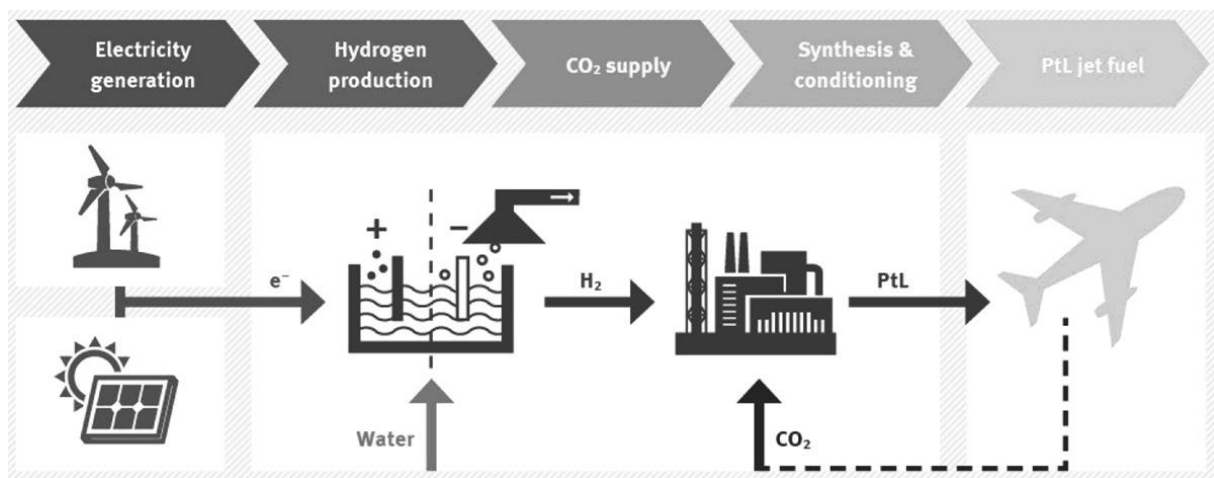 Electricity
generation
Hydrogen
production
CO₂ supply
Synthesis &
conditioning
PtL jet fuel
+
−
e⁻
H₂
PtL
Water
CO₂